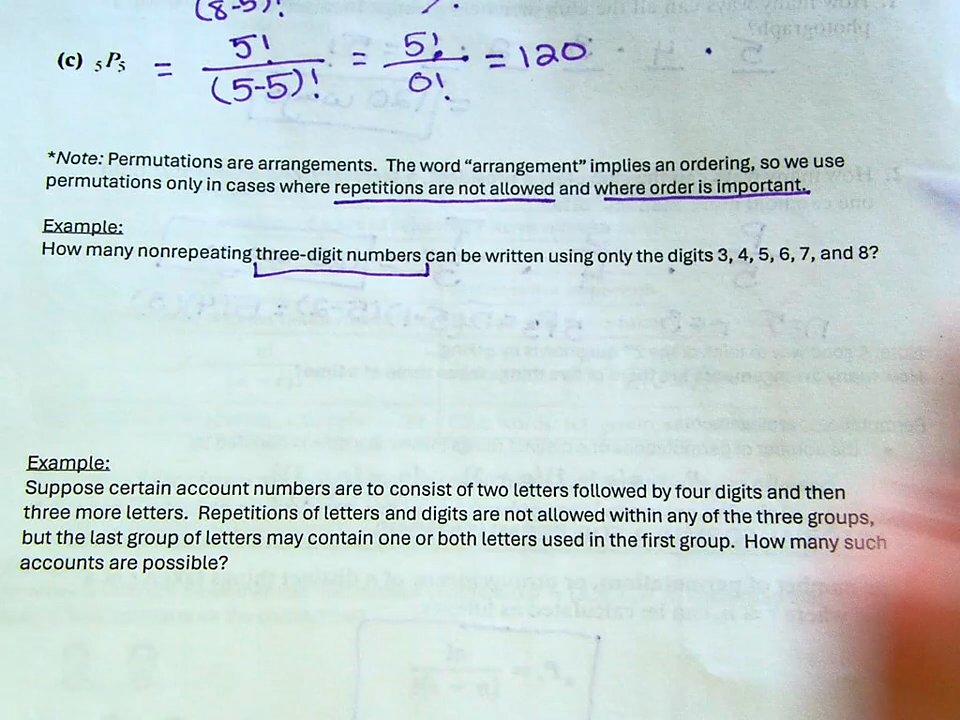 (8-5)!
(c) ₅P₅ = 5!/(5-5)! = 5!/0! = 120
*Note: Permutations are arrangements. The word “arrangement” implies an ordering, so we use
permutations only in cases where repetitions are not allowed and where order is important.
Example:
How many nonrepeating three-digit numbers can be written using only the digits 3, 4, 5, 6, 7, and 8?
Example:
Suppose certain account numbers are to consist of two letters followed by four digits and then
three more letters. Repetitions of letters and digits are not allowed within any of the three groups,
but the last group of letters may contain one or both letters used in the first group. How many such
accounts are possible?